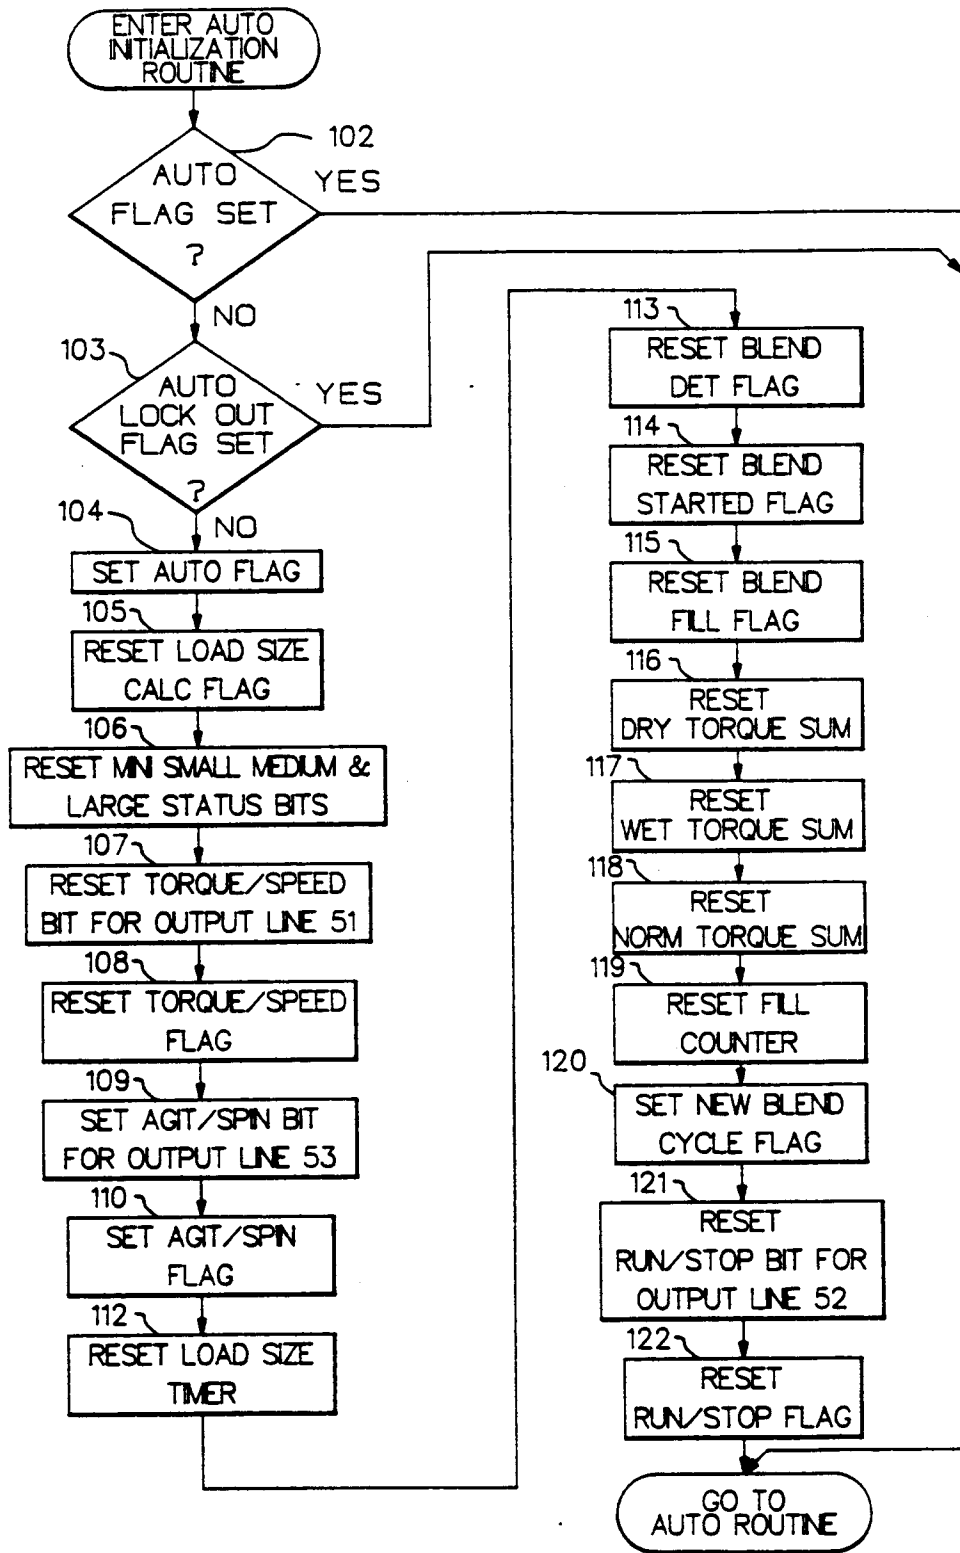 ENTER AUTO
INITIALIZATION
ROUTINE
102
AUTO
FLAG SET
?
YES
NO
103
AUTO
LOCK OUT
FLAG SET
?
YES
NO
104
SET AUTO FLAG
105
RESET LOAD SIZE
CALC FLAG
106
RESET MINI SMALL MEDIUM &
LARGE STATUS BITS
107
RESET TORQUE/SPEED
BIT FOR OUTPUT LINE 51
108
RESET TORQUE/SPEED
FLAG
109
SET AGIT/SPIN BIT
FOR OUTPUT LINE 53
110
SET AGIT/SPIN
FLAG
112
RESET LOAD SIZE
TIMER
113
RESET BLEND
DET FLAG
114
RESET BLEND
STARTED FLAG
115
RESET BLEND
FILL FLAG
116
RESET
DRY TORQUE SUM
117
RESET
WET TORQUE SUM
118
RESET
NORM TORQUE SUM
119
RESET FILL
COUNTER
120
SET NEW BLEND
CYCLE FLAG
121
RESET
RUN/STOP BIT FOR
OUTPUT LINE 52
122
RESET
RUN/STOP FLAG
GO TO
AUTO ROUTINE